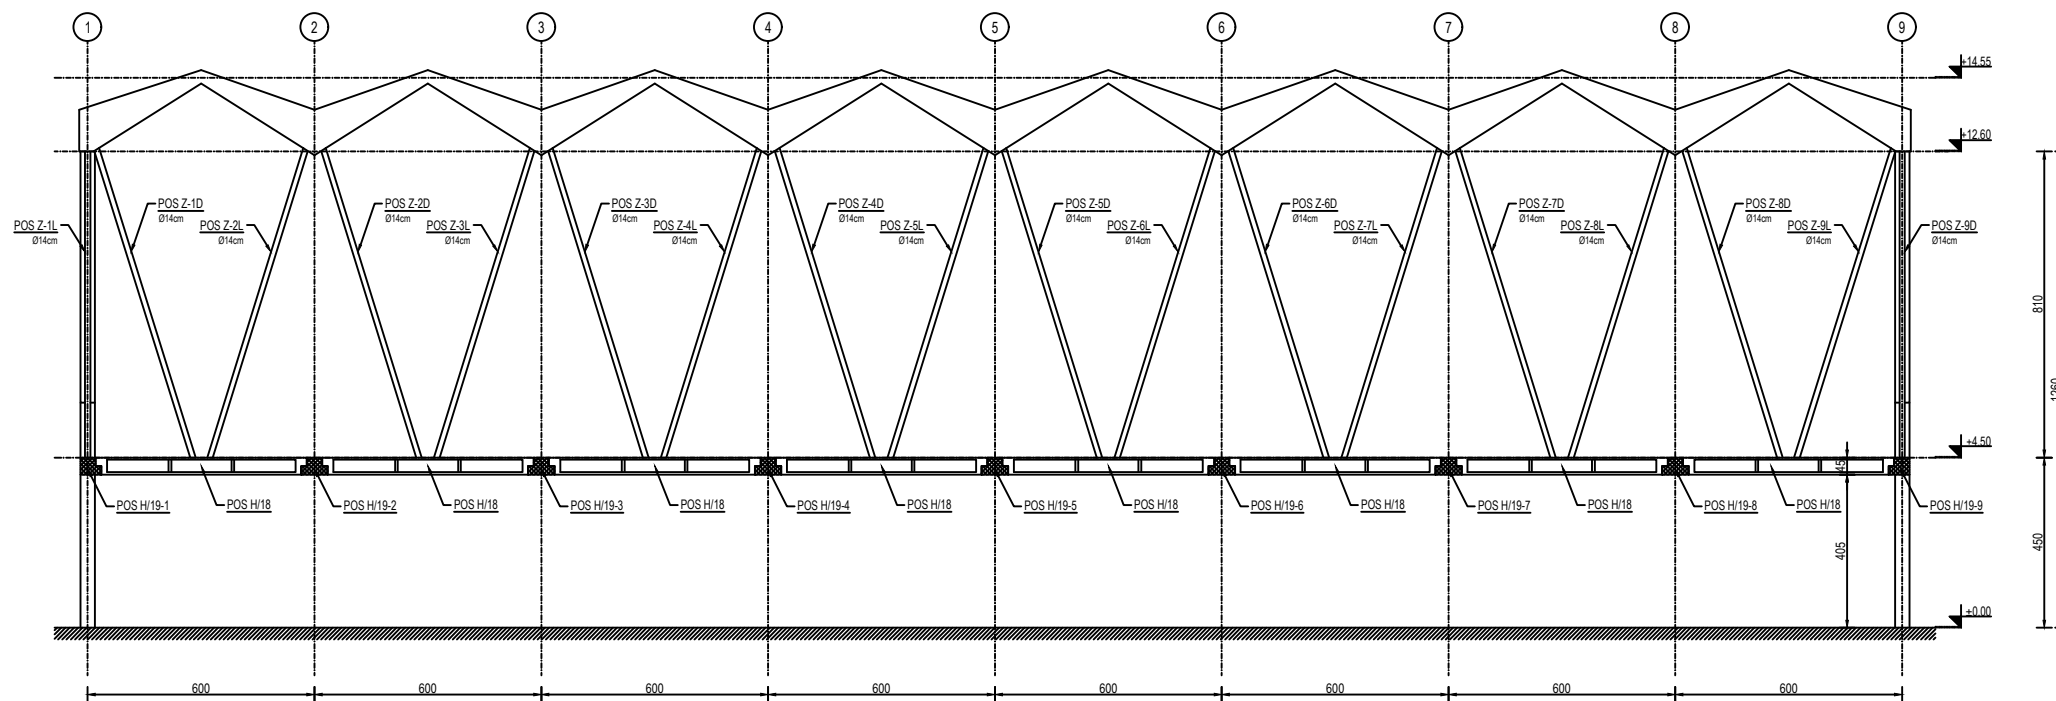 1 2 3 4 5 6 7 8 9
+14.55
+12.60
POS Z-1D POS Z-2D POS Z-3D POS Z-4D POS Z-5D POS Z-6D POS Z-7D POS Z-8D
Ø14cm Ø14cm Ø14cm Ø14cm Ø14cm Ø14cm Ø14cm Ø14cm
POS Z-1L POS Z-2L POS Z-3L POS Z-4L POS Z-5L POS Z-6L POS Z-7L POS Z-8L POS Z-9L POS Z-9D
Ø14cm Ø14cm Ø14cm Ø14cm Ø14cm Ø14cm Ø14cm Ø14cm Ø14cm Ø14cm
810
1260
+4.50
45
POS H/19-1 POS H/18 POS H/19-2 POS H/18 POS H/19-3 POS H/18 POS H/19-4 POS H/18 POS H/19-5 POS H/18 POS H/19-6 POS H/18 POS H/19-7 POS H/18 POS H/19-8 POS H/18 POS H/19-9
405
450
+0.00
600 600 600 600 600 600 600 600